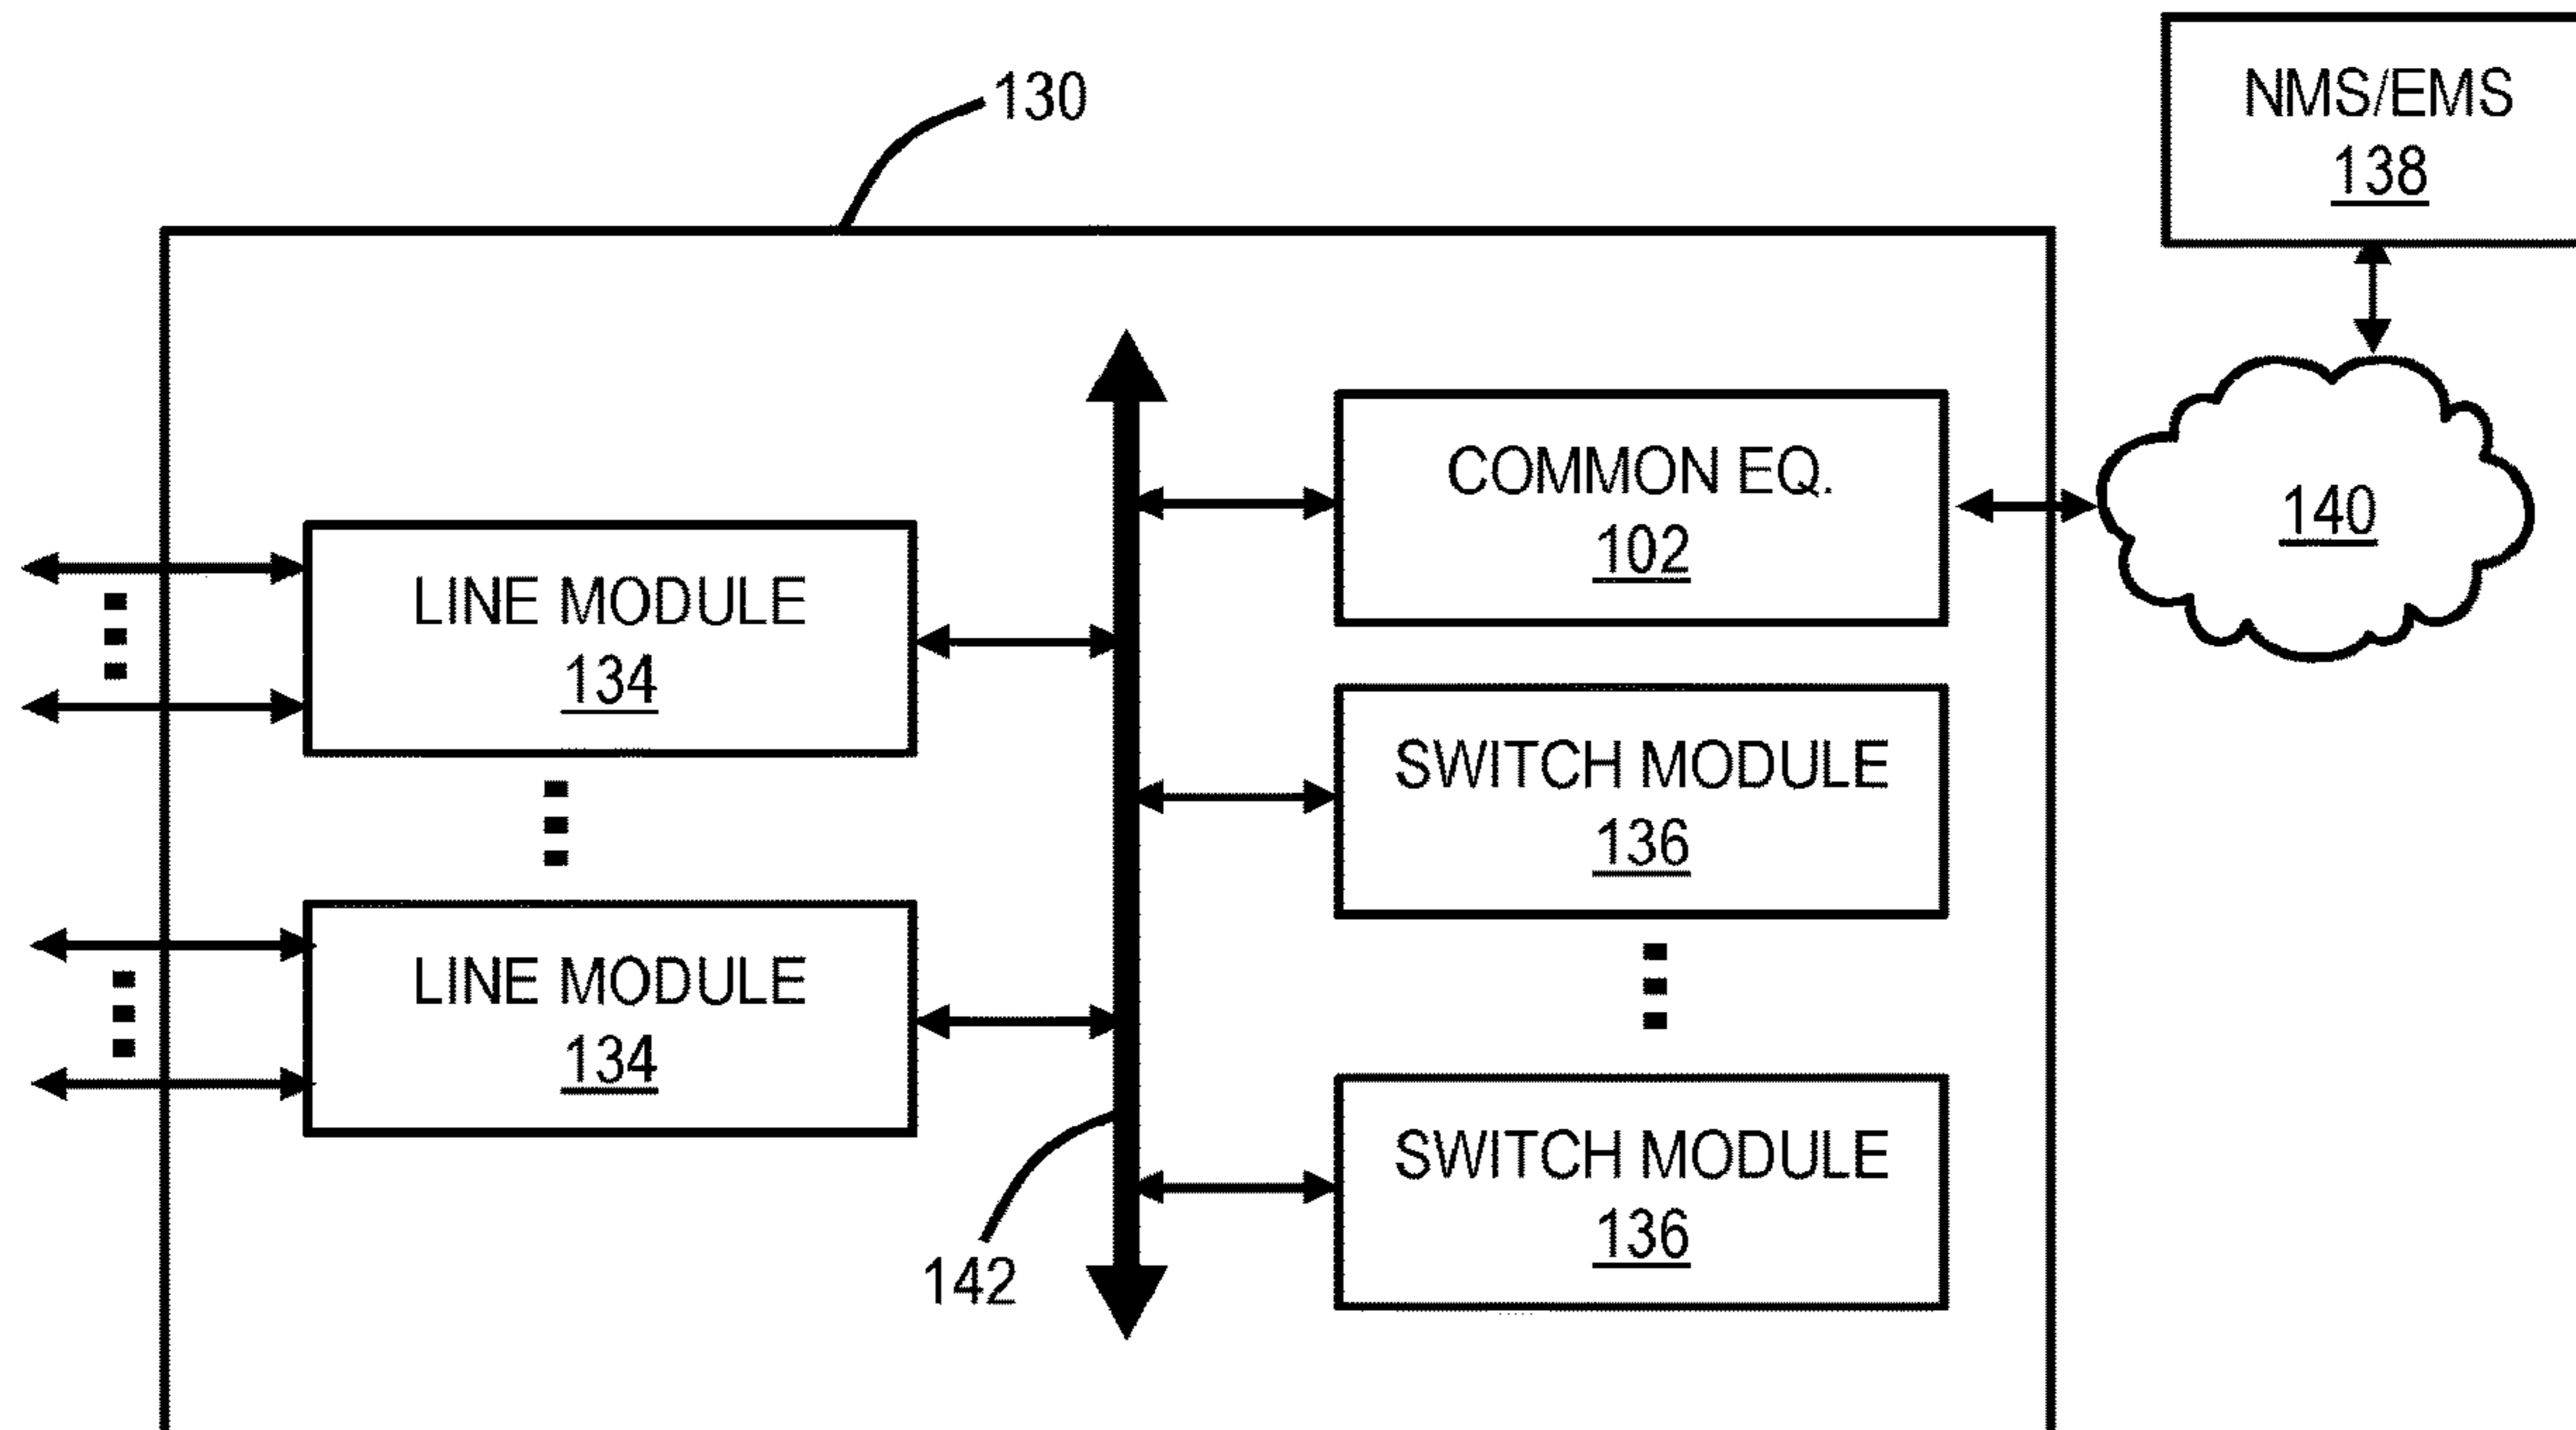 130
NMS/EMS
138
COMMON EQ.
102
140
LINE MODULE
134
SWITCH MODULE
136
LINE MODULE
134
SWITCH MODULE
136
142